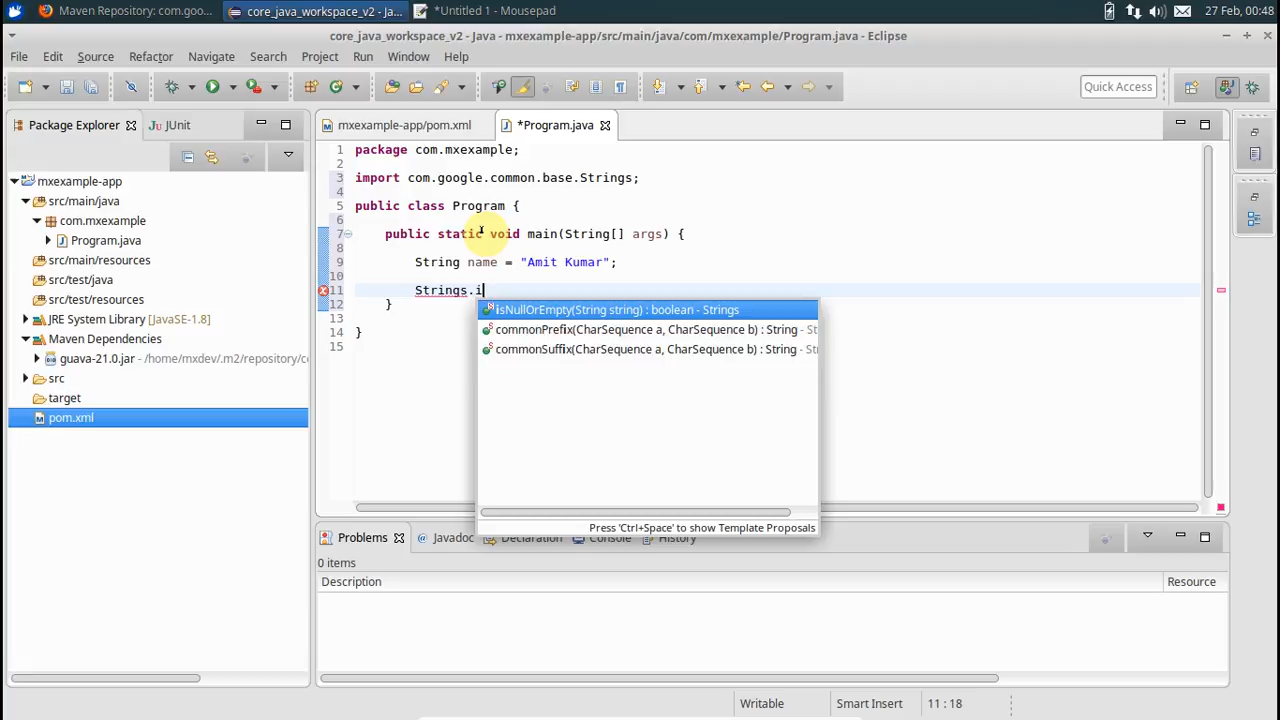 Maven Repository: com.goo...
core_java_workspace_v2 - Ja...
*Untitled 1 - Mousepad
27 Feb, 00:48
core_java_workspace_v2 - Java - mxexample-app/src/main/java/com/mxexample/Program.java - Eclipse
File Edit Source Refactor Navigate Search Project Run Window Help
Quick Access
Package Explorer
JUnit
mxexample-app
src/main/java
com.mxexample
Program.java
src/main/resources
src/test/java
src/test/resources
JRE System Library [JavaSE-1.8]
Maven Dependencies
guava-21.0.jar - /home/mxdev/.m2/repository/co
src
target
pom.xml
mxexample-app/pom.xml
*Program.java
1 package com.mxexample;
2
3 import com.google.common.base.Strings;
4
5 public class Program {
6
7 public static void main(String[] args) {
8
9 String name = "Amit Kumar";
10
11 Strings.i
12 }
13
14 }
15
isNullOrEmpty(String string) : boolean - Strings
commonPrefix(CharSequence a, CharSequence b) : String - St
commonSuffix(CharSequence a, CharSequence b) : String - St
Press 'Ctrl+Space' to show Template Proposals
Problems
Javadoc
Declaration
Console
History
0 items
Description Resource
Writable
Smart Insert
11 : 18